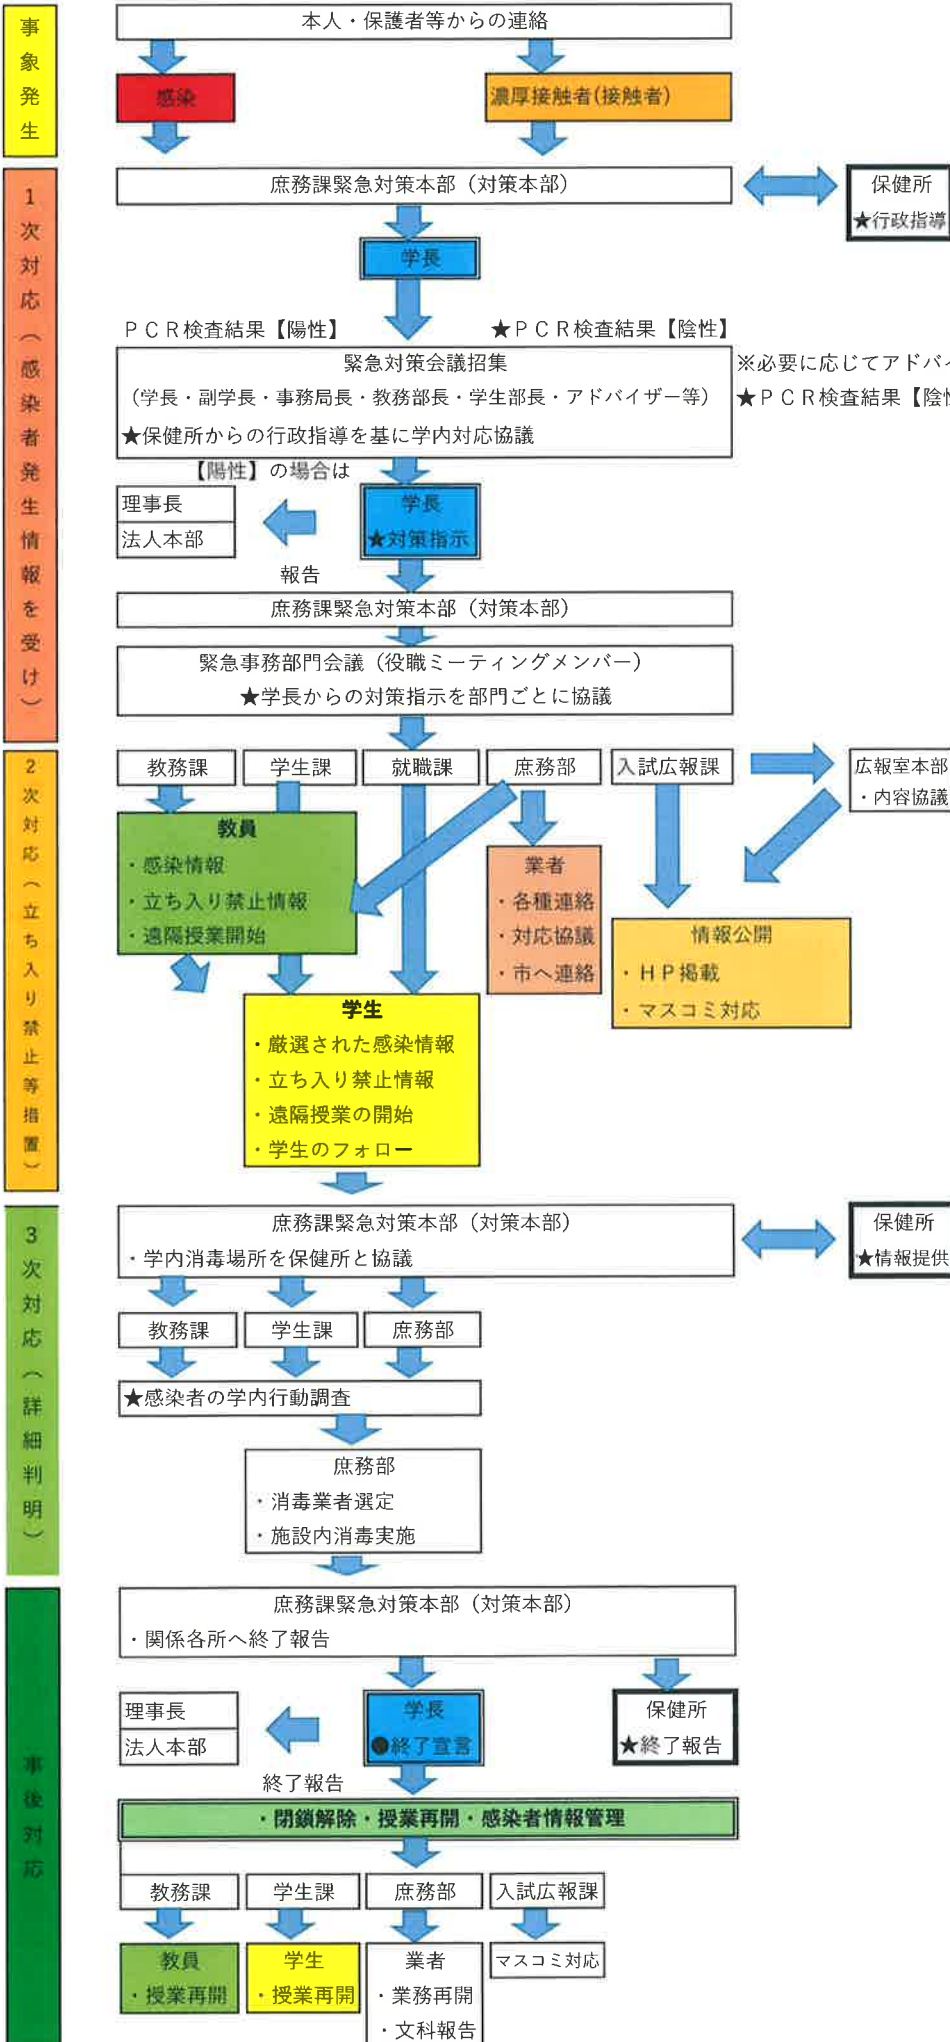 事象発生
本人・保護者等からの連絡
感染
濃厚接触者(接触者)
1次対応（感染者発生情報を受け）
庶務課緊急対策本部（対策本部）
保健所
★行政指導
学長
ＰＣＲ検査結果【陽性】
★ＰＣＲ検査結果【陰性】
緊急対策会議招集
（学長・副学長・事務局長・教務部長・学生部長・アドバイザー等）
★保健所からの行政指導を基に学内対応協議
※必要に応じてアドバイ
★ＰＣＲ検査結果【陰性
【陽性】の場合は
理事長
法人本部
学長
★対策指示
報告
庶務課緊急対策本部（対策本部）
緊急事務部門会議（役職ミーティングメンバー）
★学長からの対策指示を部門ごとに協議
2次対応（立ち入り禁止等措置）
教務課
学生課
就職課
庶務部
入試広報課
広報室本部
・内容協議
教員
・感染情報
・立ち入り禁止情報
・遠隔授業開始
業者
・各種連絡
・対応協議
・市へ連絡
情報公開
・ＨＰ掲載
・マスコミ対応
学生
・厳選された感染情報
・立ち入り禁止情報
・遠隔授業の開始
・学生のフォロー
3次対応（詳細判明）
庶務課緊急対策本部（対策本部）
・学内消毒場所を保健所と協議
保健所
★情報提供
教務課
学生課
庶務部
★感染者の学内行動調査
庶務部
・消毒業者選定
・施設内消毒実施
事後対応
庶務課緊急対策本部（対策本部）
・関係各所へ終了報告
理事長
法人本部
学長
●終了宣言
保健所
★終了報告
終了報告
・閉鎖解除・授業再開・感染者情報管理
教務課
学生課
庶務部
入試広報課
教員
・授業再開
学生
・授業再開
業者
・業務再開
・文科報告
マスコミ対応